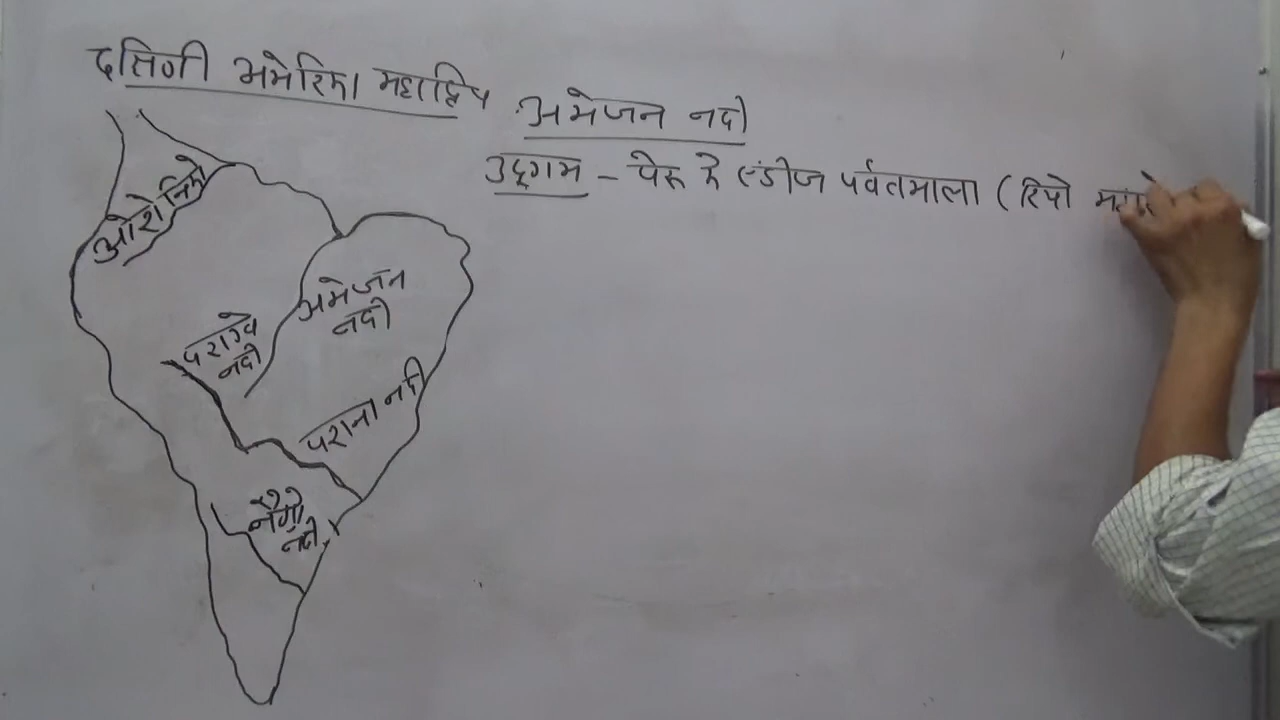 दक्षिणी अमेरिका महाद्विप
अमेजन नदी
उद्गम – पेरू के एंडीज पर्वतमाला (रियो
ओरोनिको
अमेजन
नदी
पराग्वे
नदी
पराना नदी
नैग्रो
नदी